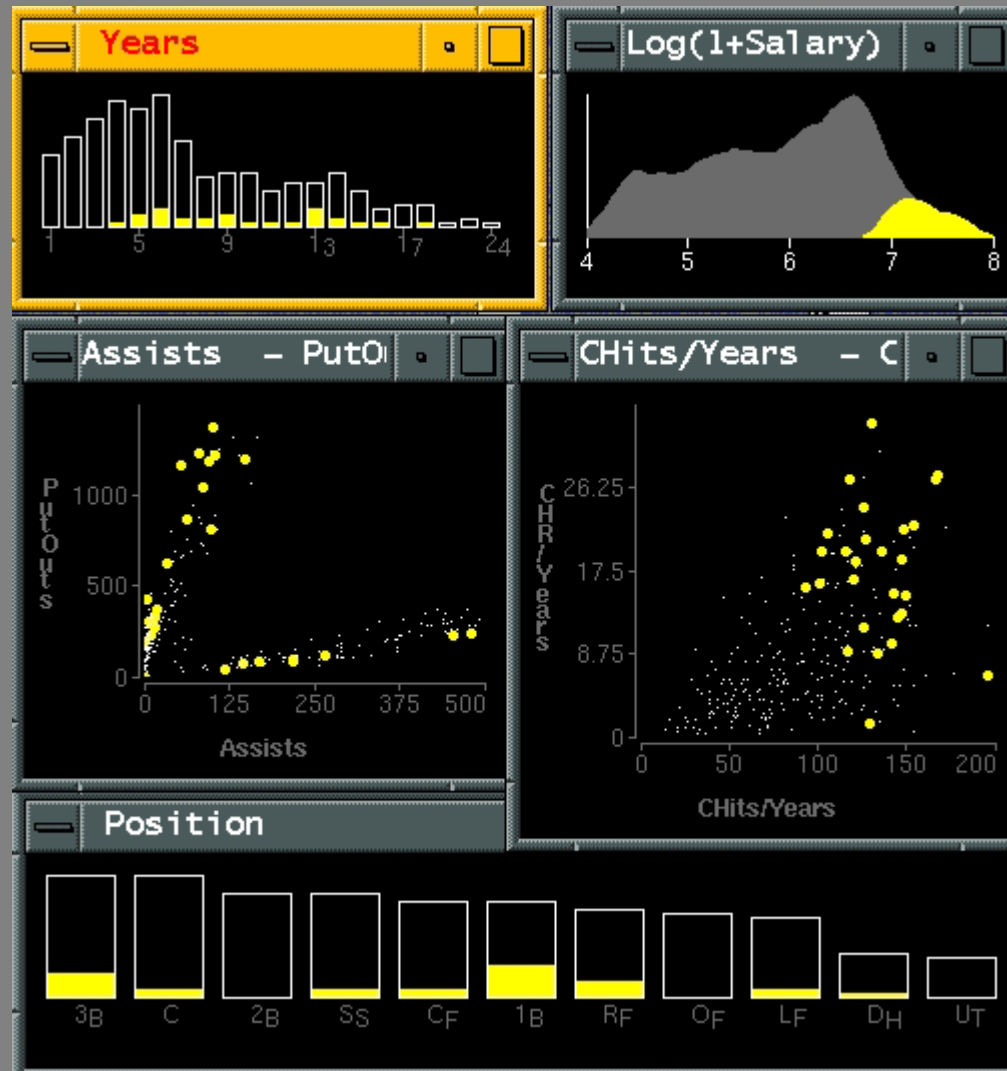 Years
1 5 9 13 17 24
Log(1+Salary)
4 5 6 7 8
Assists - PutO
PutOuts
1000
500
0
0 125 250 375 500
Assists
CHits/Years - C
CHR/Years
26.25
17.5
8.75
0
0 50 100 150 200
CHits/Years
Position
3B C 2B SS CF 1B RF OF LF DH UT